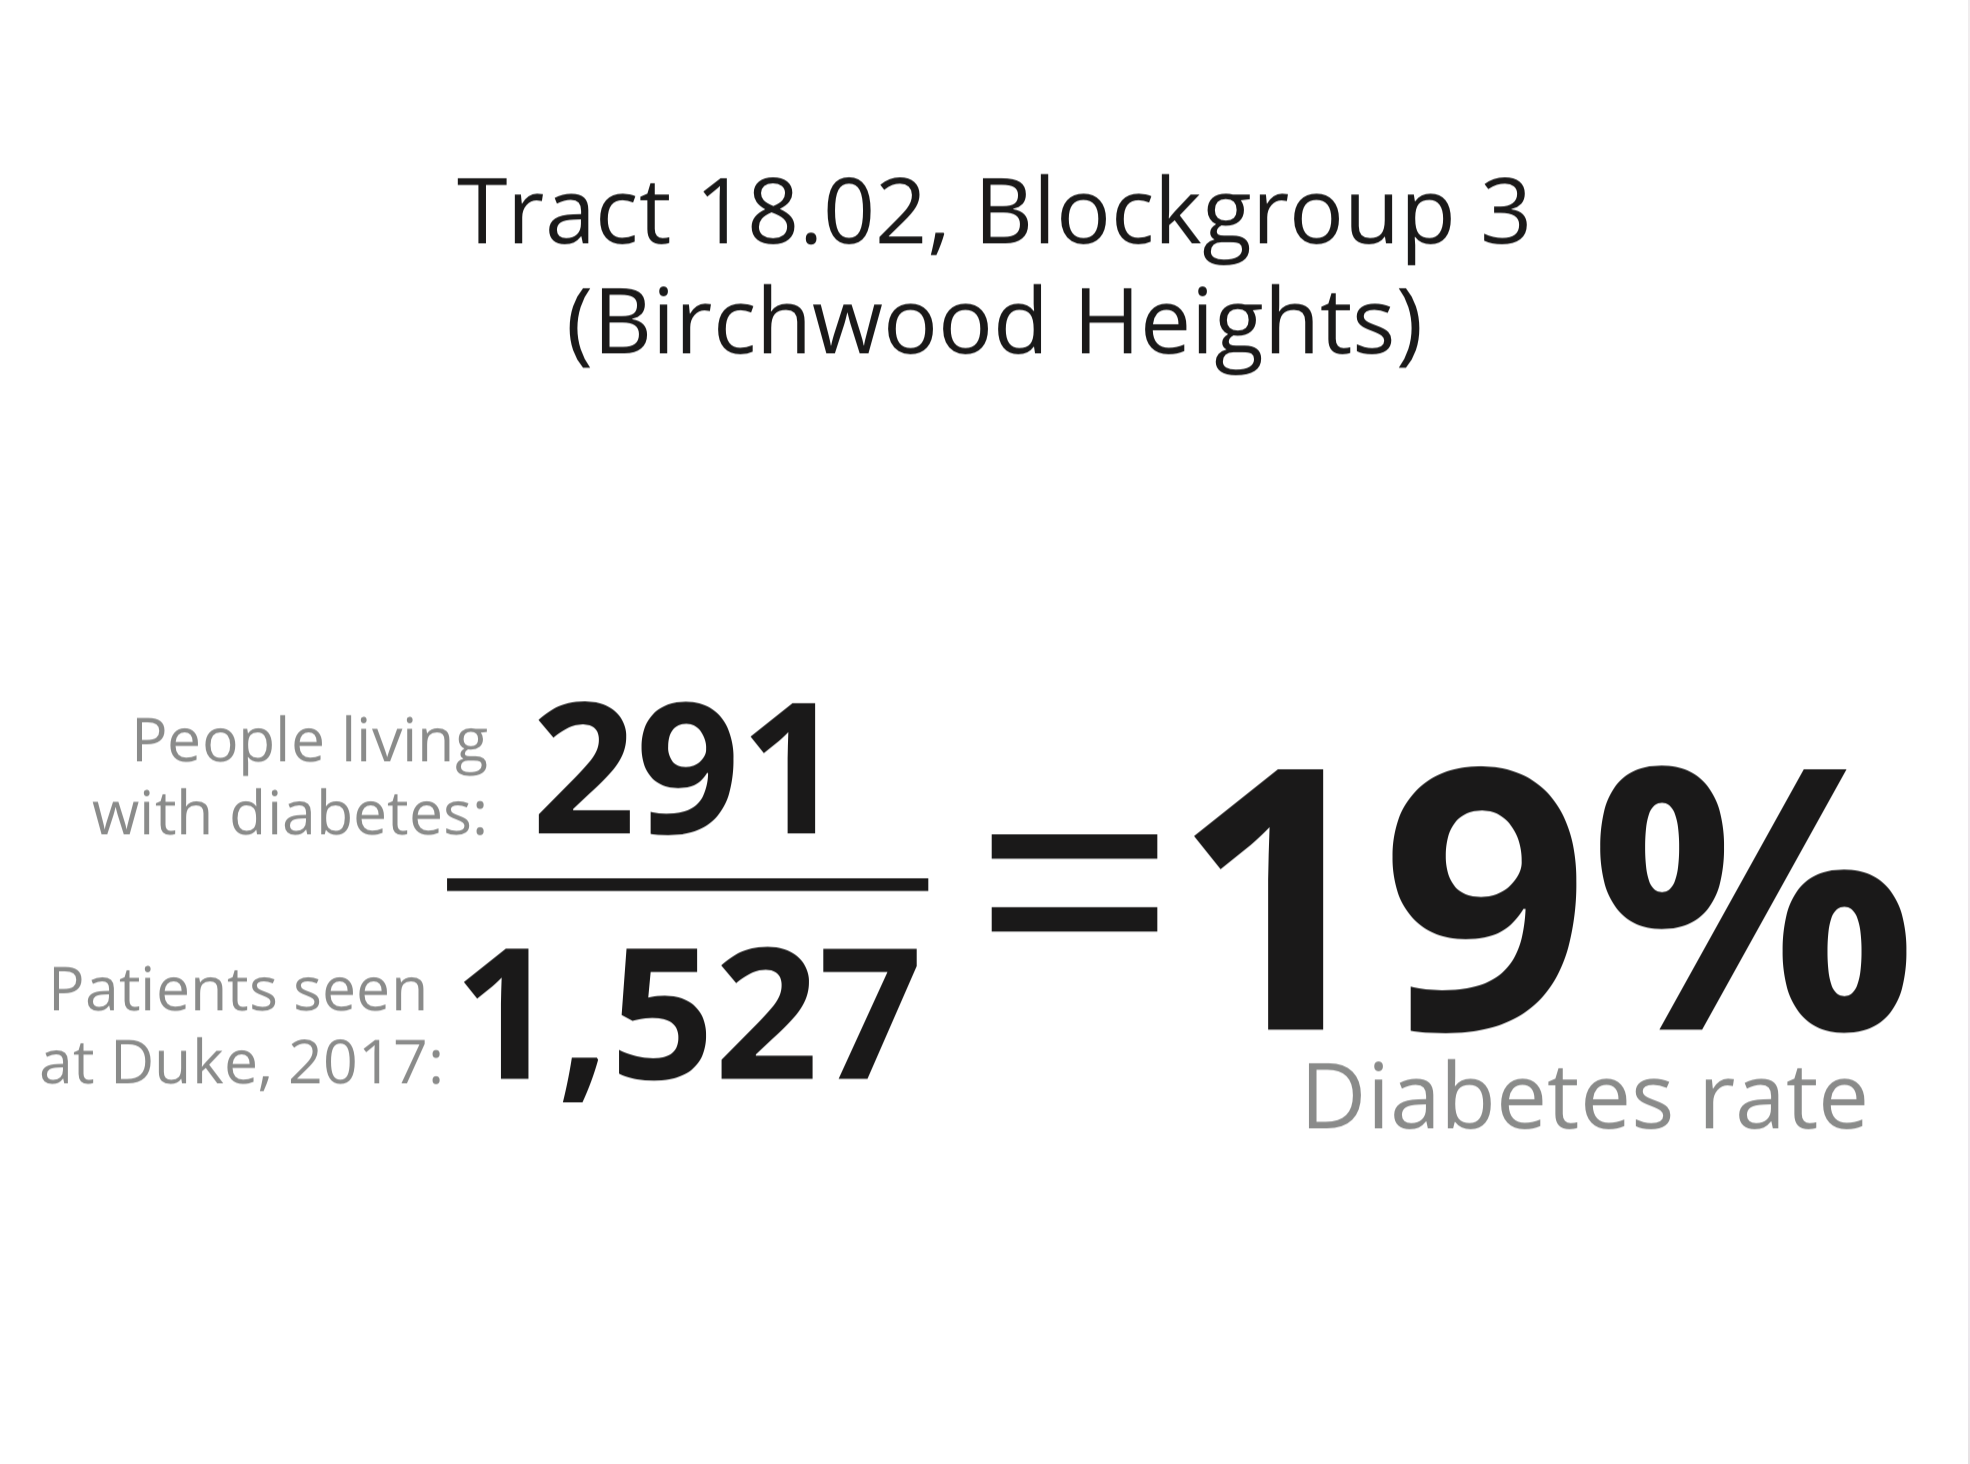 Tract 18.02, Blockgroup 3
(Birchwood Heights)
People living
with diabetes:
291
Patients seen
at Duke, 2017:
1,527
=
19%
Diabetes rate